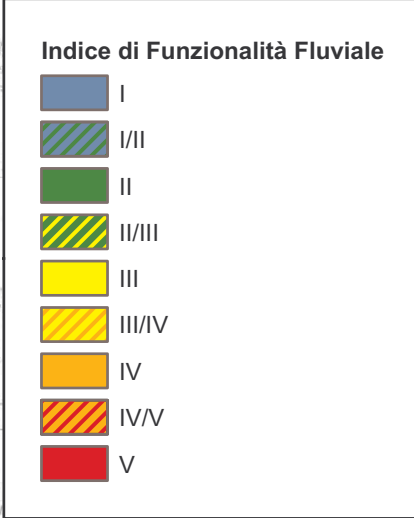 Indice di Funzionalità Fluviale
I
I/II
II
II/III
III
III/IV
IV
IV/V
V